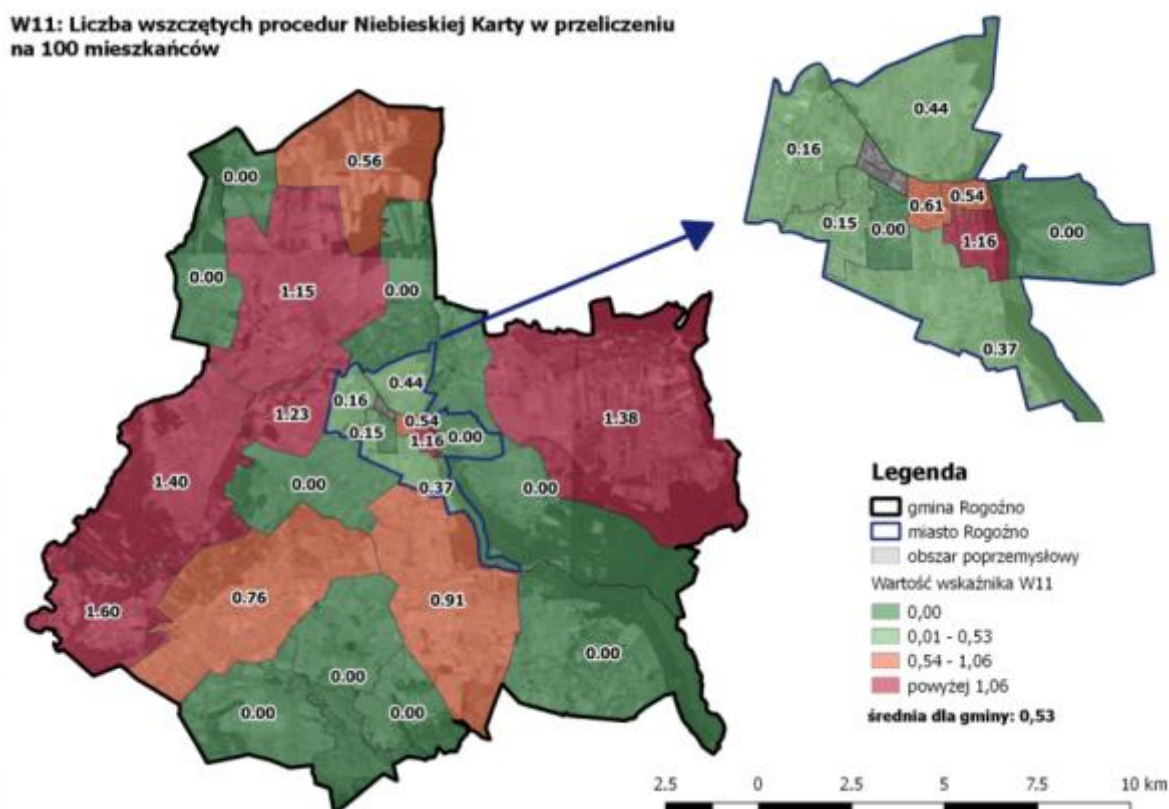 W11: Liczba wszczętych procedur Niebieskiej Karty w przeliczeniu
na 100 mieszkańców
0.44
0.16
0.56
0.00
0.54
0.61
0.15
0.00
1.16
0.00
0.00
1.15
0.00
0.37
0.44
0.16
1.23
0.54
1.38
0.15
1.16
0.00
1.40
0.00
0.37
0.00
0.76
0.91
1.60
0.00
0.00
0.00
0.00
Legenda
gmina Rogoźno
miasto Rogoźno
obszar poprzemysłowy
Wartość wskaźnika W11
0,00
0,01 - 0,53
0,54 - 1,06
powyżej 1,06
średnia dla gminy: 0,53
2.5 0 2.5 5 7.5 10 km